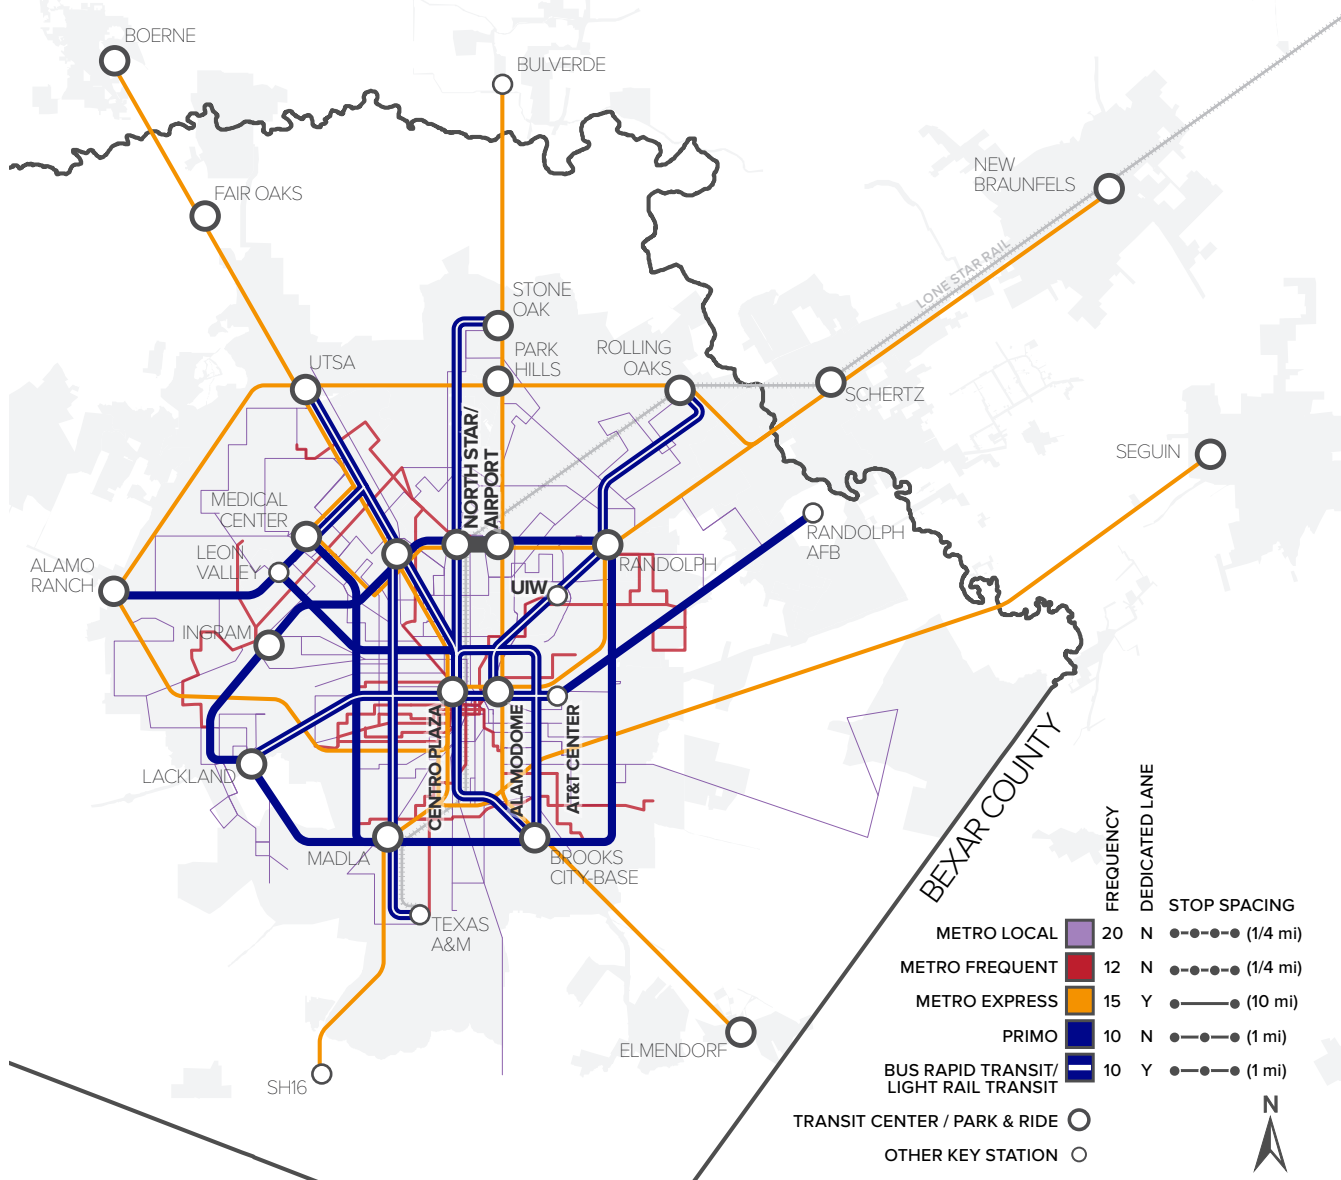 BOERNE
BULVERDE
NEW
BRAUNFELS
FAIR OAKS
LONE STAR RAIL
STONE
OAK
PARK
HILLS
ROLLING
OAKS
UTSA
SCHERTZ
SEGUIN
NORTH STAR/
AIRPORT
MEDICAL
CENTER
LEON
VALLEY
RANDOLPH
AFB
ALAMO
RANCH
RANDOLPH
UIW
INGRAM
CENTRO PLAZA
ALAMODOME
AT&T CENTER
LACKLAND
MADLA
BROOKS
CITY-BASE
TEXAS
A&M
SH16
ELMENDORF
BEXAR COUNTY
FREQUENCY
DEDICATED LANE
STOP SPACING
METRO LOCAL 20 N (1/4 mi)
METRO FREQUENT 12 N (1/4 mi)
METRO EXPRESS 15 Y (10 mi)
PRIMO 10 N (1 mi)
BUS RAPID TRANSIT/
LIGHT RAIL TRANSIT 10 Y (1 mi)
TRANSIT CENTER / PARK & RIDE
OTHER KEY STATION
N